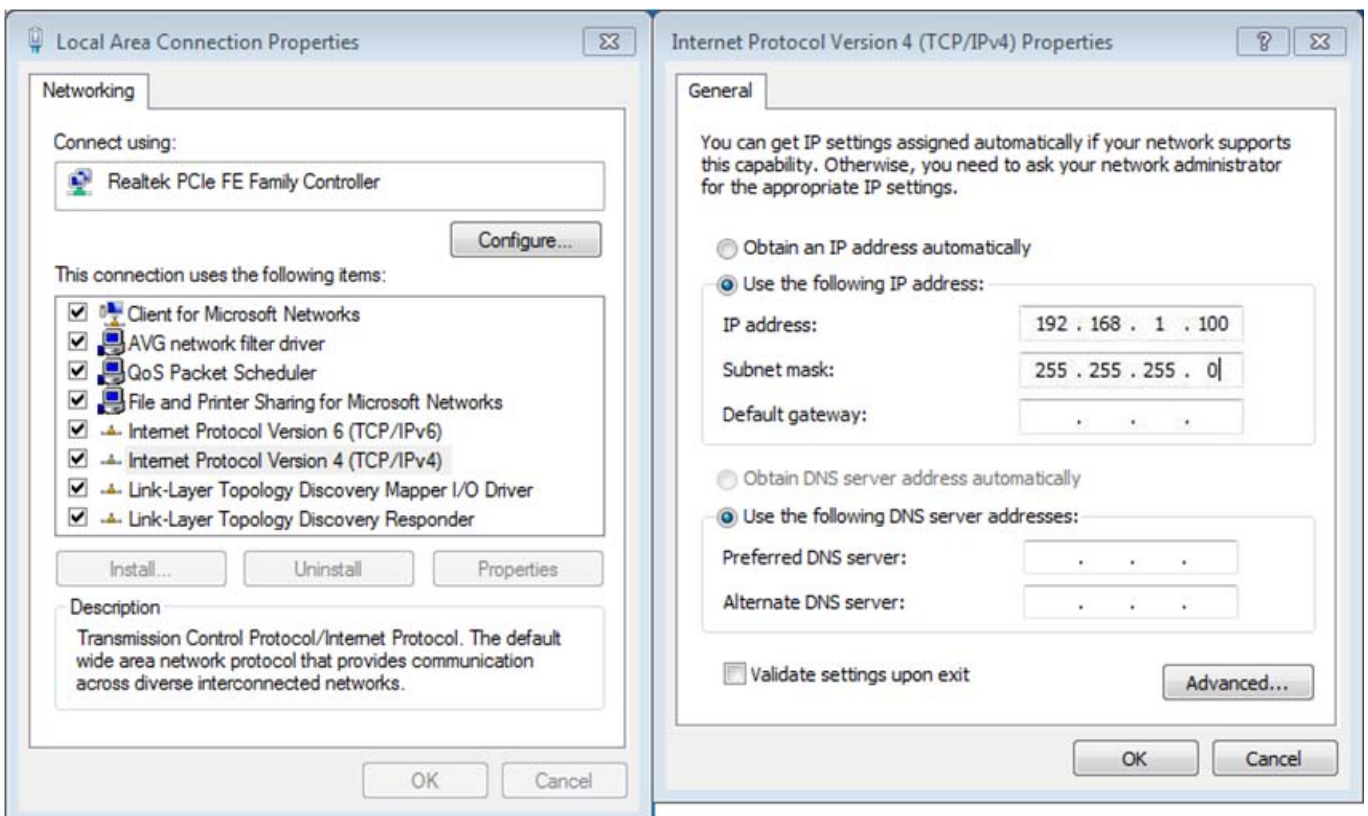 Local Area Connection Properties
Networking
Connect using:
Realtek PCIe FE Family Controller
Configure...
This connection uses the following items:
Client for Microsoft Networks
AVG network filter driver
QoS Packet Scheduler
File and Printer Sharing for Microsoft Networks
Internet Protocol Version 6 (TCP/IPv6)
Internet Protocol Version 4 (TCP/IPv4)
Link-Layer Topology Discovery Mapper I/O Driver
Link-Layer Topology Discovery Responder
Install... Uninstall Properties
Description
Transmission Control Protocol/Internet Protocol. The default
wide area network protocol that provides communication
across diverse interconnected networks.
OK Cancel
Internet Protocol Version 4 (TCP/IPv4) Properties
General
You can get IP settings assigned automatically if your network supports
this capability. Otherwise, you need to ask your network administrator
for the appropriate IP settings.
Obtain an IP address automatically
Use the following IP address:
IP address: 192 . 168 . 1 . 100
Subnet mask: 255 . 255 . 255 . 0
Default gateway: . . .
Obtain DNS server address automatically
Use the following DNS server addresses:
Preferred DNS server: . . .
Alternate DNS server: . . .
Validate settings upon exit
Advanced...
OK Cancel